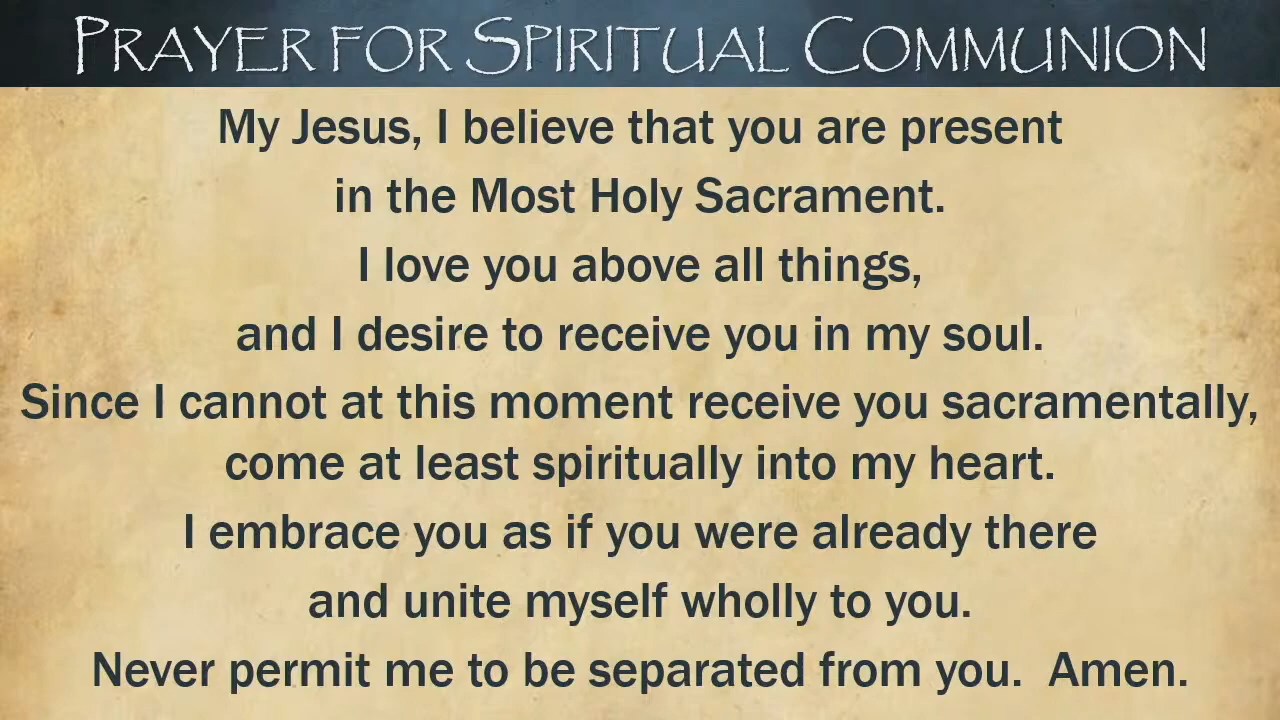 PRAYER FOR SPIRITUAL COMMUNION
My Jesus, I believe that you are present
in the Most Holy Sacrament.
I love you above all things,
and I desire to receive you in my soul.
Since I cannot at this moment receive you sacramentally,
come at least spiritually into my heart.
I embrace you as if you were already there
and unite myself wholly to you.
Never permit me to be separated from you.  Amen.